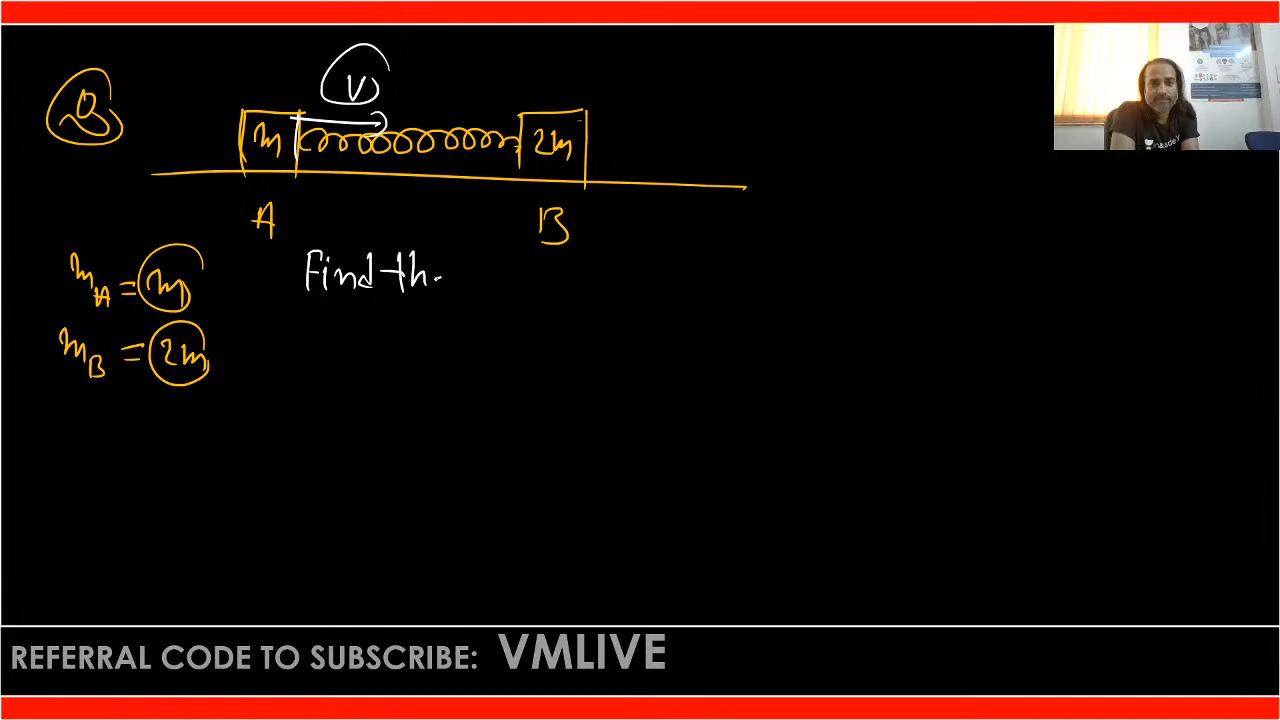 Q
V
m 2m
A B
m_A = m
Find th
m_B = 2m
REFERRAL CODE TO SUBSCRIBE: VMLIVE